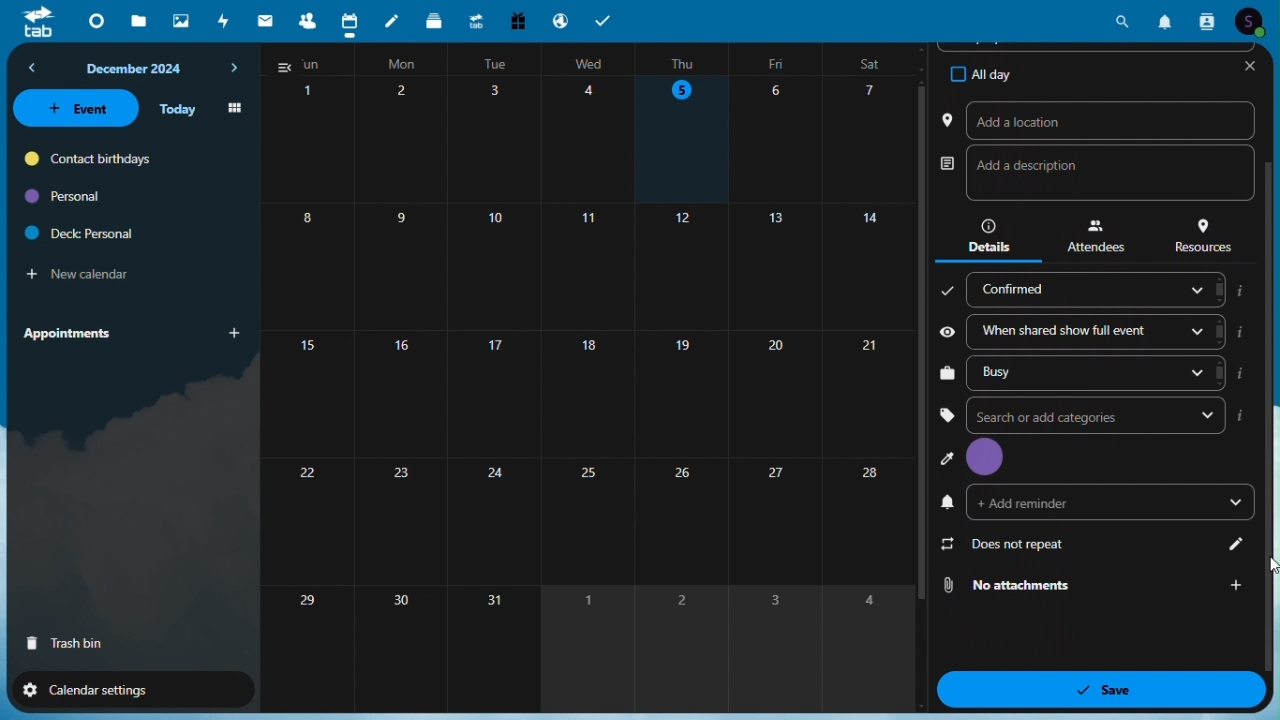 tab
S
December 2024
+ Event
Today
Contact birthdays
Personal
Deck: Personal
+ New calendar
Appointments +
Trash bin
Calendar settings
un Mon Tue Wed Thu Fri Sat
1 2 3 4 5 6 7
8 9 10 11 12 13 14
15 16 17 18 19 20 21
22 23 24 25 26 27 28
29 30 31 1 2 3 4
All day
Add a location
Add a description
Details Attendees Resources
Confirmed
When shared show full event
Busy
Search or add categories
+ Add reminder
Does not repeat
No attachments +
Save